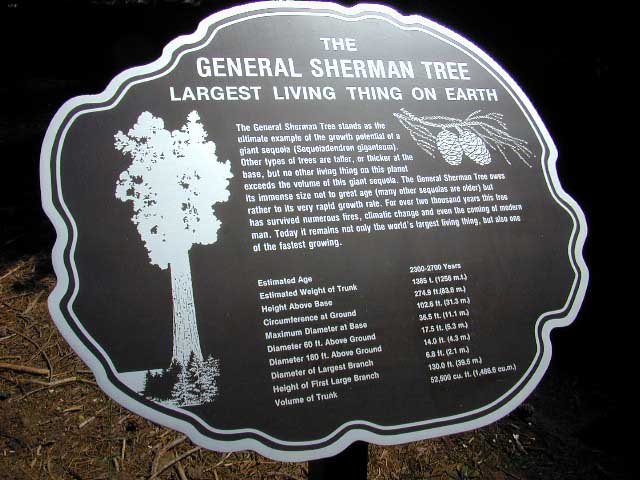 THE
GENERAL SHERMAN TREE
LARGEST LIVING THING ON EARTH
The General Sherman Tree stands as the
ultimate example of the growth potential of a
giant sequoia (Sequoiadendron giganteum).
Other types of trees are taller, or thicker at the
base, but no other living thing on this planet
exceeds the volume of this giant sequoia. The General Sherman Tree owes
its immense size not to great age (many other sequoias are older) but
rather to its very rapid growth rate. For over two thousand years this tree
has survived numerous fires, climatic change and even the coming of modern
man. Today it remains not only the world's largest living thing, but also one
of the fastest growing.
Estimated Age 2300-2700 Years
Estimated Weight of Trunk 1385 t. (1256 m.t.)
Height Above Base 274.9 ft. (83.8 m.)
Circumference at Ground 102.6 ft. (31.3 m.)
Maximum Diameter at Base 36.5 ft. (11.1 m.)
Diameter 60 ft. Above Ground 17.5 ft. (5.3 m.)
Diameter 180 ft. Above Ground 14.0 ft. (4.3 m.)
Diameter of Largest Branch 6.8 ft. (2.1 m.)
Height of First Large Branch 130.0 ft. (39.6 m.)
Volume of Trunk 52,500 cu. ft. (1,486.6 cu.m.)